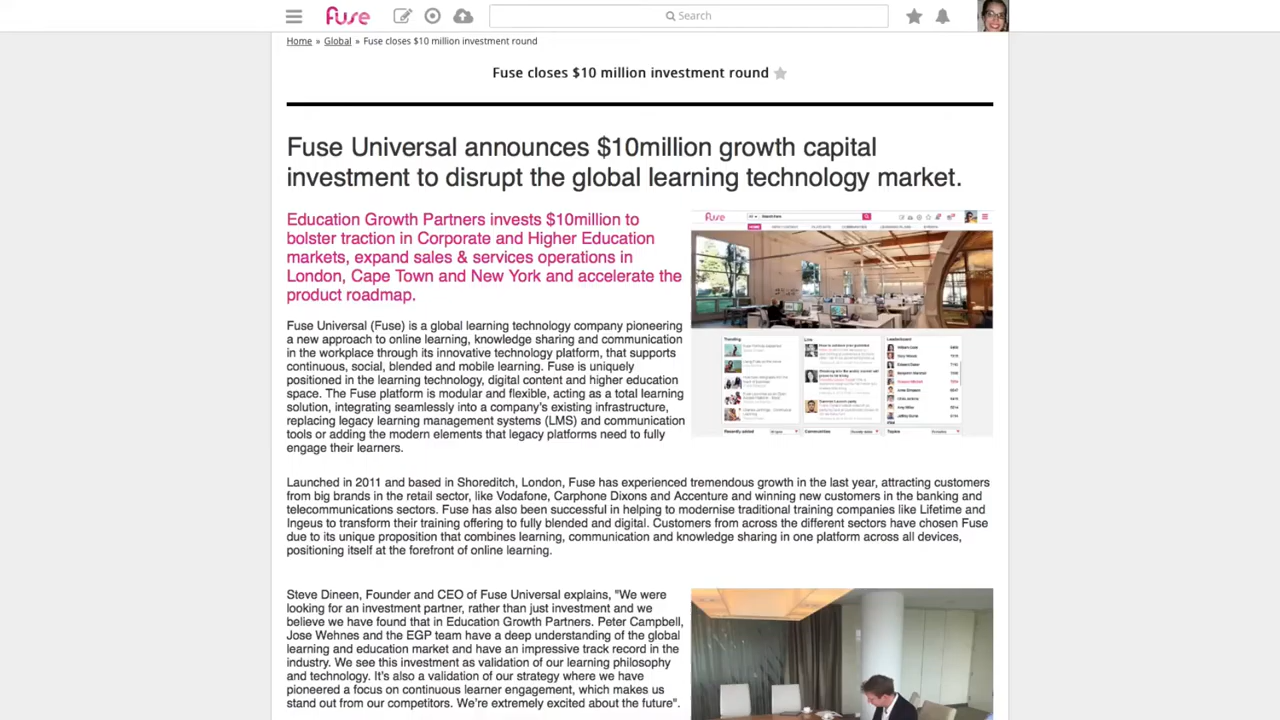 Fuse
Search
Home » Global » Fuse closes $10 million investment round
Fuse closes $10 million investment round
Fuse Universal announces $10million growth capital
investment to disrupt the global learning technology market.
Education Growth Partners invests $10million to
bolster traction in Corporate and Higher Education
markets, expand sales & services operations in
London, Cape Town and New York and accelerate the
product roadmap.
Fuse
HOME
Trending
Live
Leaderboard
Recently added
Communities
Topics
Fuse Universal (Fuse) is a global learning technology company pioneering
a new approach to online learning, knowledge sharing and communication
in the workplace through its innovative technology platform, that supports
continuous, social, blended and mobile learning. Fuse is uniquely
positioned in the learning technology, digital content and higher education
space. The Fuse platform is modular and flexible, acting as a total learning
solution, integrating seamlessly into a company's existing infrastructure,
replacing legacy learning management systems (LMS) and communication
tools or adding the modern elements that legacy platforms need to fully
engage their learners.
Launched in 2011 and based in Shoreditch, London, Fuse has experienced tremendous growth in the last year, attracting customers
from big brands in the retail sector, like Vodafone, Carphone Dixons and Accenture and winning new customers in the banking and
telecommunications sectors. Fuse has also been successful in helping to modernise traditional training companies like Lifetime and
Ingeus to transform their training offering to fully blended and digital. Customers from across the different sectors have chosen Fuse
due to its unique proposition that combines learning, communication and knowledge sharing in one platform across all devices,
positioning itself at the forefront of online learning.
Steve Dineen, Founder and CEO of Fuse Universal explains, "We were
looking for an investment partner, rather than just investment and we
believe we have found that in Education Growth Partners. Peter Campbell,
Jose Wehnes and the EGP team have a deep understanding of the global
learning and education market and have an impressive track record in the
industry. We see this investment as validation of our learning philosophy
and technology. It's also a validation of our strategy where we have
pioneered a focus on continuous learner engagement, which makes us
stand out from our competitors. We're extremely excited about the future".